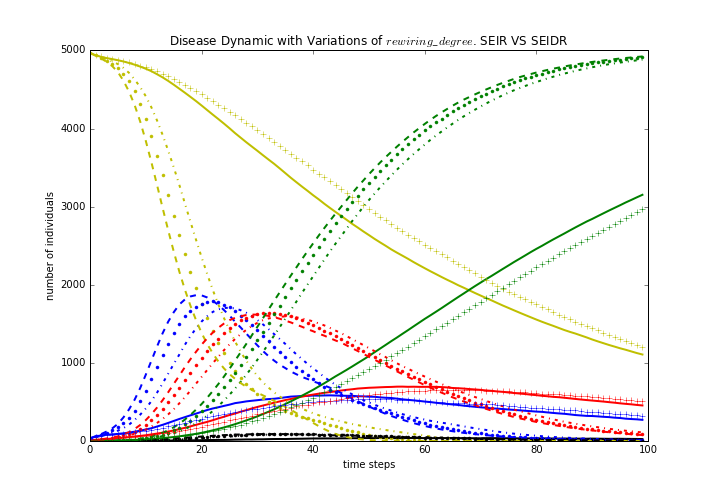 Disease Dynamic with Variations of rewiring_degree. SEIR VS SEIDR
5000
4000
3000
2000
1000
0
number of individuals
0 20 40 60 80 100
time steps